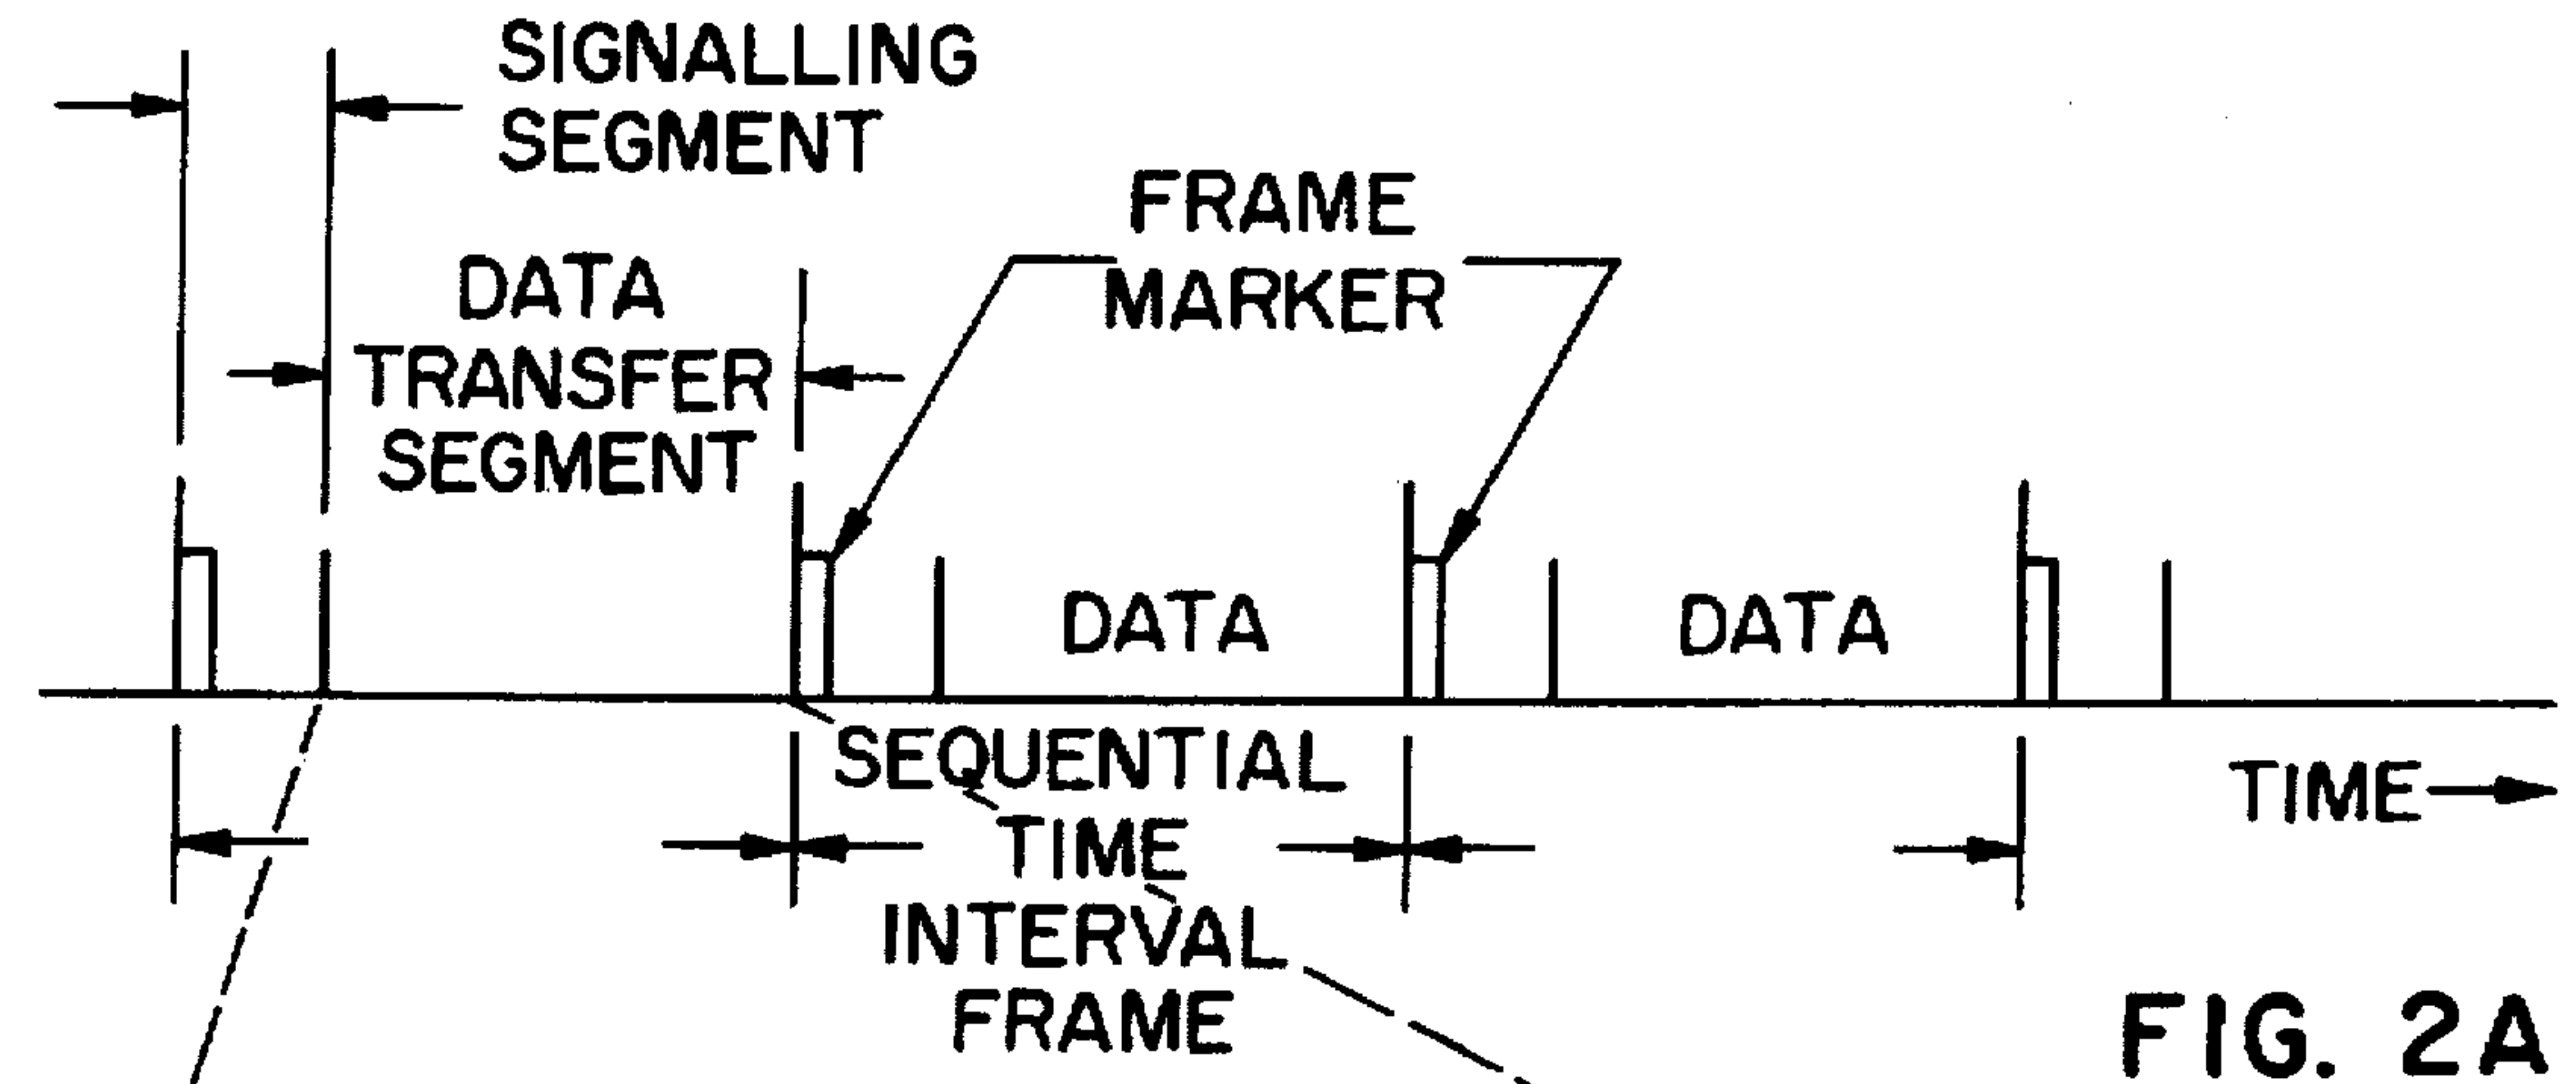 SIGNALLING
SEGMENT
FRAME
MARKER
DATA
TRANSFER
SEGMENT
DATA
DATA
SEQUENTIAL
TIME
INTERVAL
FRAME
TIME
FIG. 2A